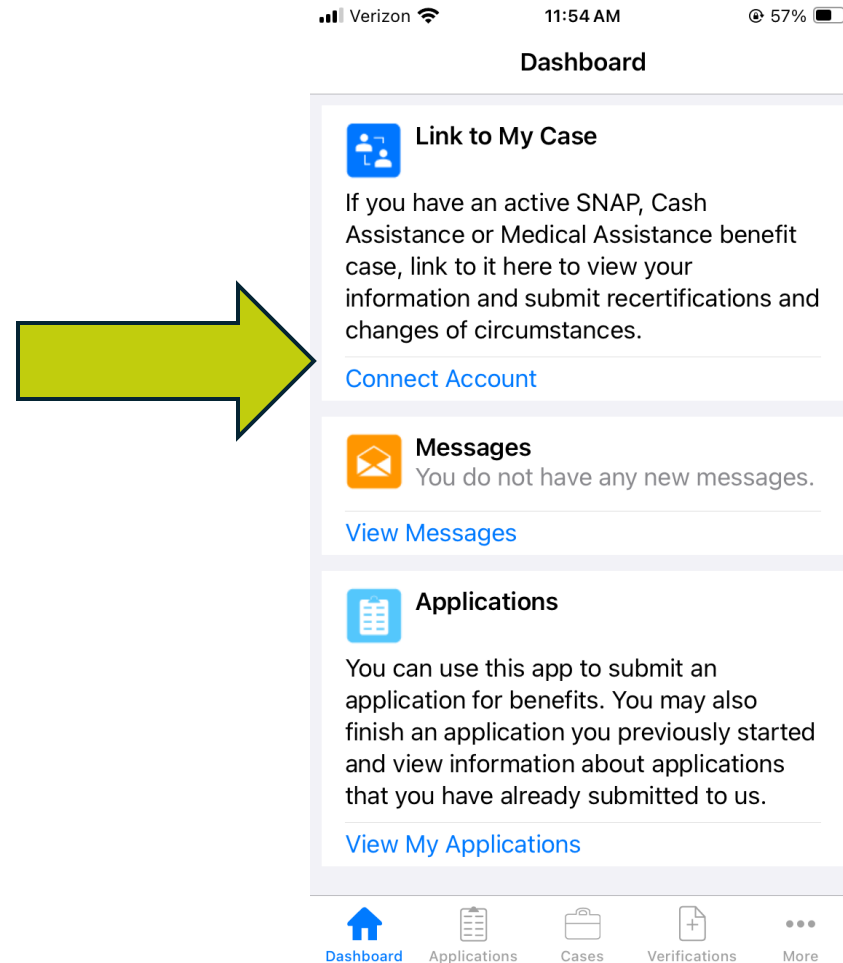 Verizon 11:54 AM 57%
Dashboard
Link to My Case
If you have an active SNAP, Cash
Assistance or Medical Assistance benefit
case, link to it here to view your
information and submit recertifications and
changes of circumstances.
Connect Account
Messages
You do not have any new messages.
View Messages
Applications
You can use this app to submit an
application for benefits. You may also
finish an application you previously started
and view information about applications
that you have already submitted to us.
View My Applications
Dashboard Applications Cases Verifications More